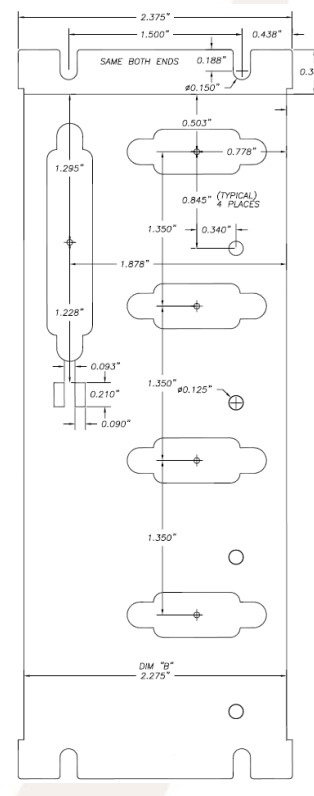 2.375"
1.500"
0.438"
SAME BOTH ENDS
0.188"
ø0.150"
0.503"
1.295"
0.778"
0.845" (TYPICAL)
4 PLACES
1.350"
0.340"
1.878"
1.228"
0.093"
1.350"
ø0.125"
0.210"
0.090"
1.350"
DIM "B"
2.275"